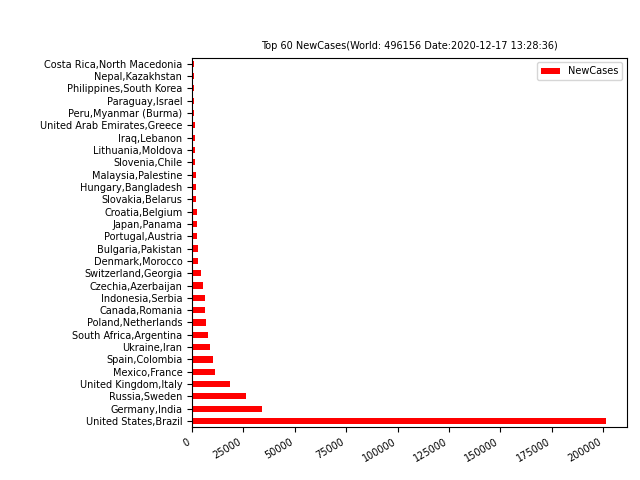 Top 60 NewCases(World: 496156 Date:2020-12-17 13:28:36)
NewCases
Costa Rica,North Macedonia
Nepal,Kazakhstan
Philippines,South Korea
Paraguay,Israel
Peru,Myanmar (Burma)
United Arab Emirates,Greece
Iraq,Lebanon
Lithuania,Moldova
Slovenia,Chile
Malaysia,Palestine
Hungary,Bangladesh
Slovakia,Belarus
Croatia,Belgium
Japan,Panama
Portugal,Austria
Bulgaria,Pakistan
Denmark,Morocco
Switzerland,Georgia
Czechia,Azerbaijan
Indonesia,Serbia
Canada,Romania
Poland,Netherlands
South Africa,Argentina
Ukraine,Iran
Spain,Colombia
Mexico,France
United Kingdom,Italy
Russia,Sweden
Germany,India
United States,Brazil
0 25000 50000 75000 100000 125000 150000 175000 200000